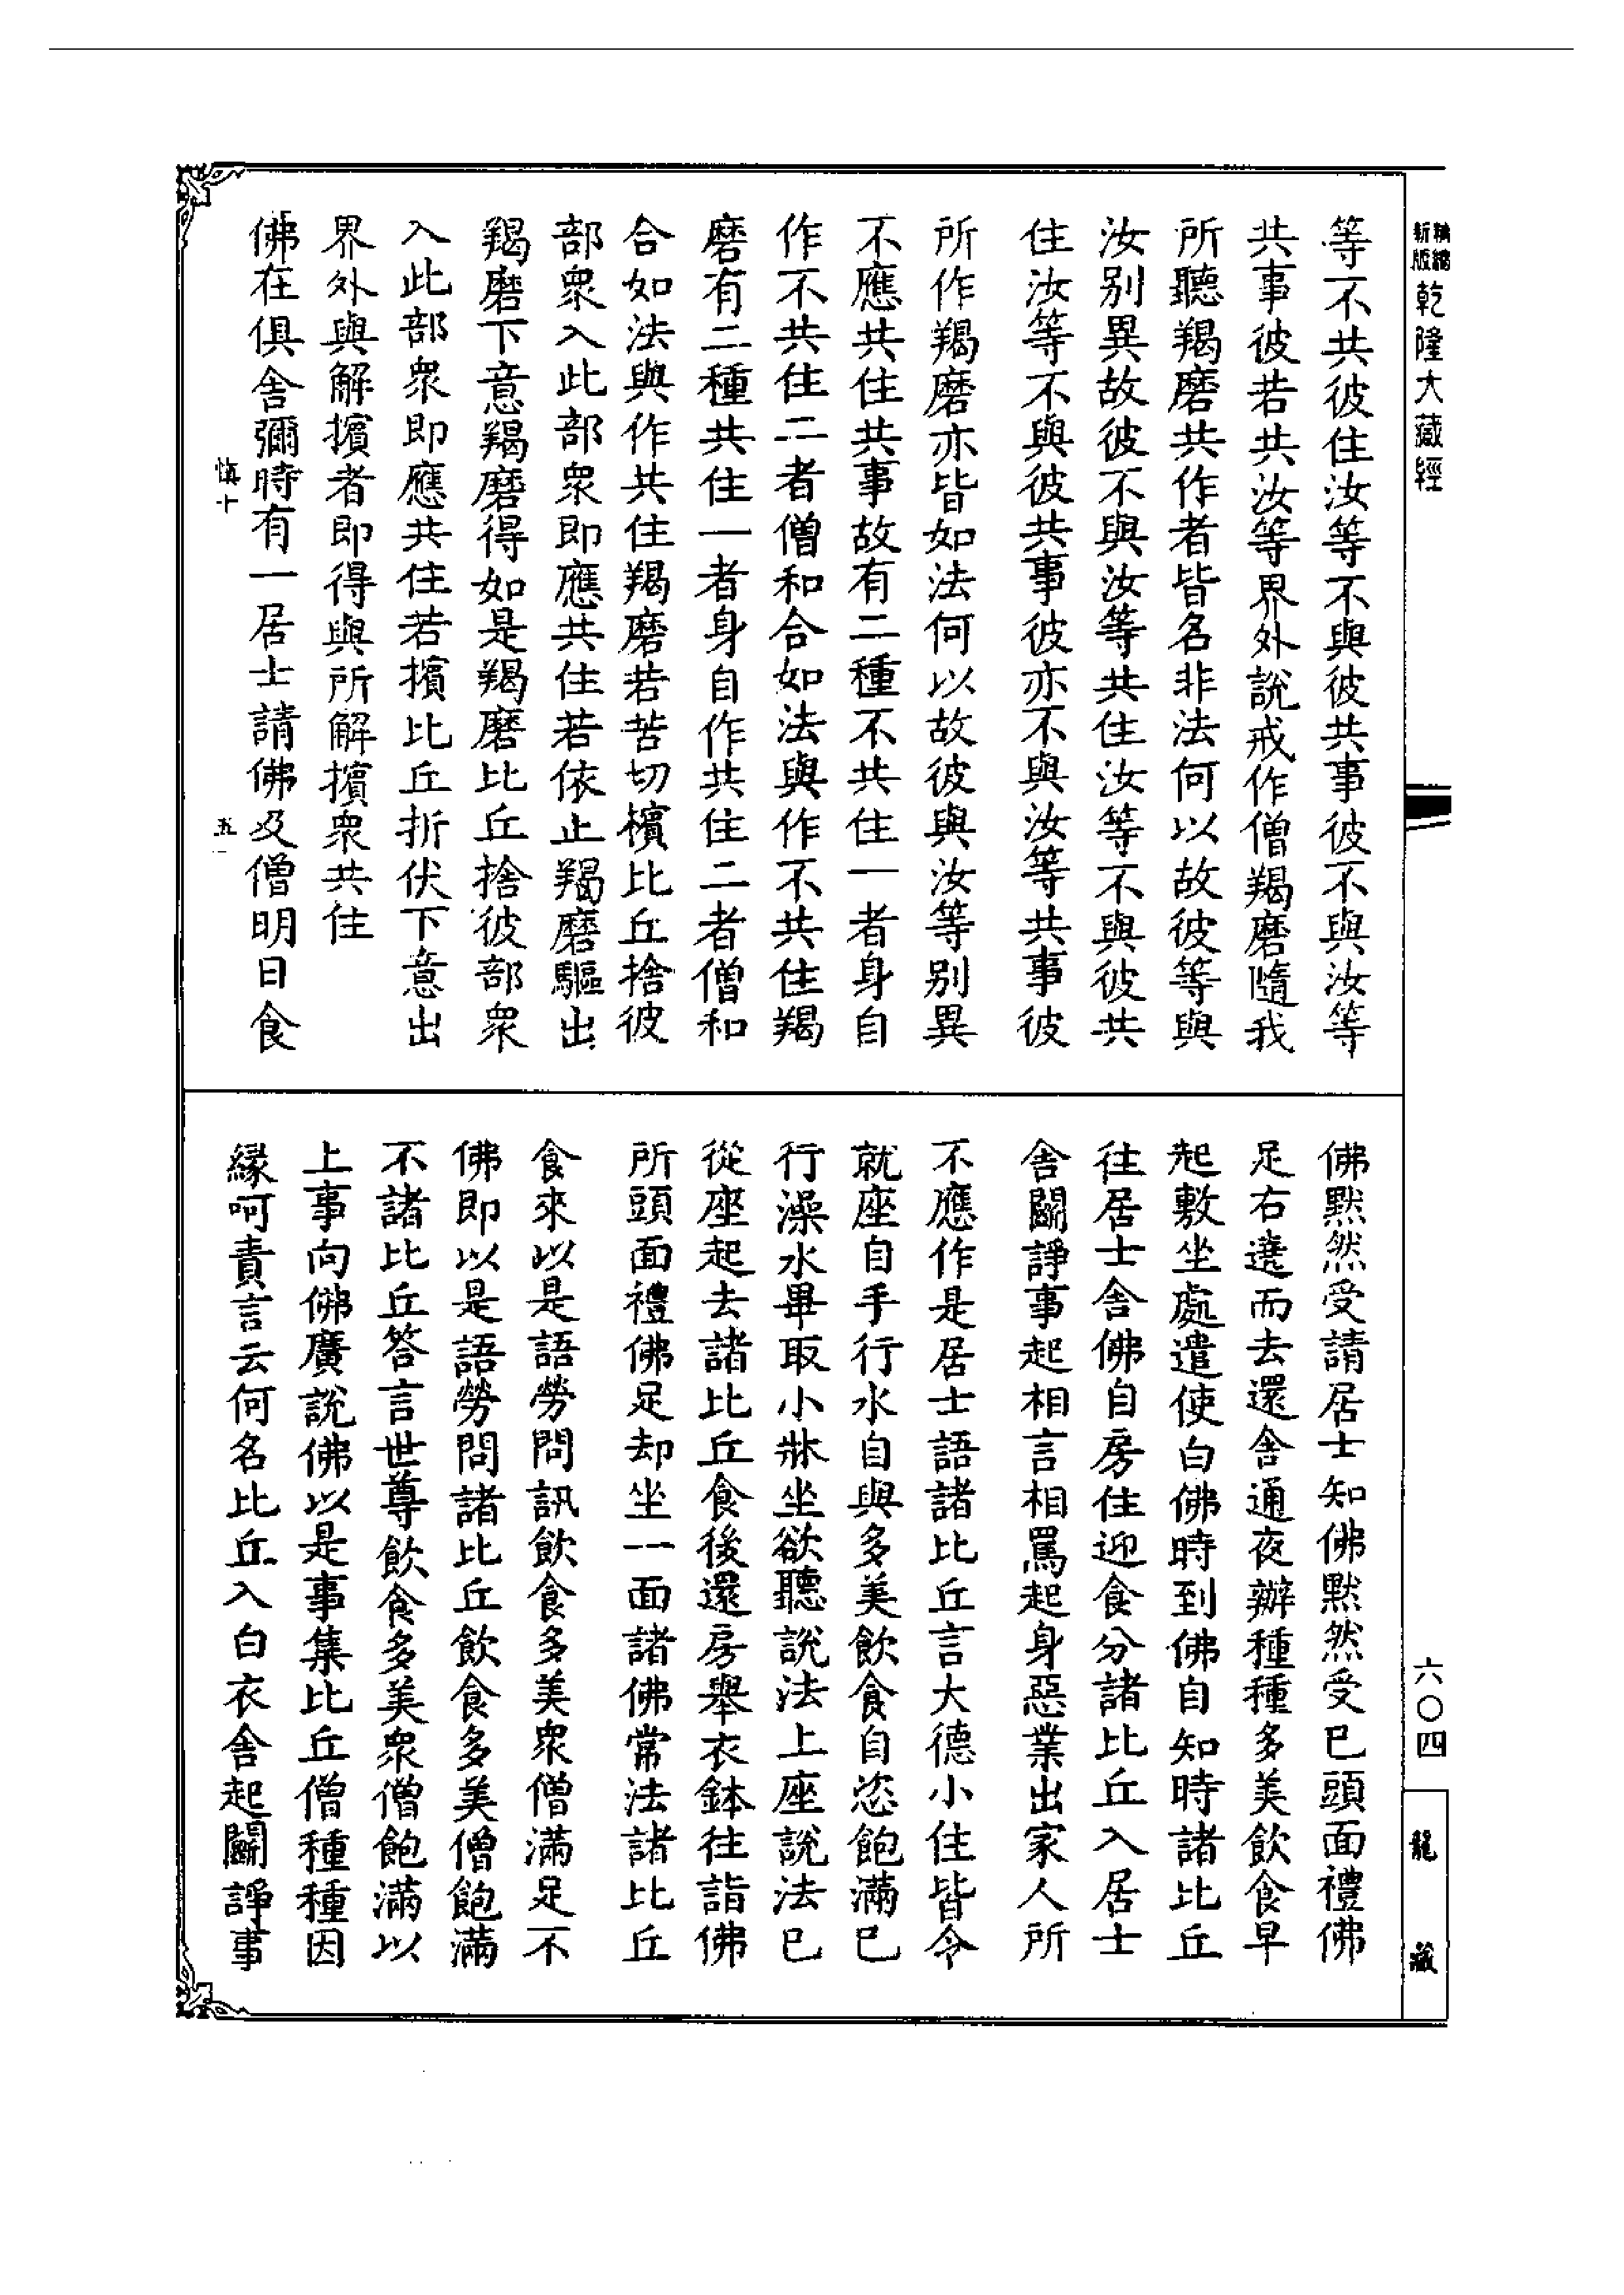 新版
精縮
乾隆大藏經
等不共彼住汝等不與彼共事彼不與汝等
共事彼若共汝等界外說戒作僧羯磨隨我
所聽羯磨共作者皆名非法何以故彼等與
汝別異故彼不與汝等共住汝等不與彼共
住汝等不與彼共事彼亦不與汝等共事彼
所作羯磨亦皆如法何以故彼與汝等別異
不應共住共事故有二種不共住一者身自
作不共住二者僧和合如法與作不共住羯
磨有二種共住一者身自作共住二者僧和
合如法與作共住羯磨若苦切擯比丘捨彼
部眾入此部眾即應共住若依止羯磨驅出
羯磨下意羯磨得如是羯磨比丘捨彼部眾
入此部眾即應共住若擯比丘折伏下意出
界外與解擯者即得與所解擯眾共住
佛在俱舍彌時有一居士請佛及僧明日食
慎十
五一
佛默然受請居士知佛默然受已頭面禮佛
足右遶而去還舍通夜辦種種多美飲食早
起敷坐處遣使白佛時到佛自知時諸比丘
往居士舍佛自房住迎食分諸比丘入居士
舍鬬諍事起相言相罵起身惡業出家人所
不應作是居士語諸比丘言大德小住皆令
就座自手行水自與多美飲食自恣飽滿已
行澡水畢取小牀坐欲聽說法上座說法已
從座起去諸比丘食後還房舉衣鉢往詣佛
所頭面禮佛足却坐一面諸佛常法諸比丘
食來以是語勞問訊飲食多美眾僧滿足不
佛即以是語勞問諸比丘飲食多美僧飽滿
不諸比丘答言世尊飲食多美眾僧飽滿以
上事向佛廣說佛以是事集比丘僧種種因
緣呵責言云何名比丘入白衣舍起鬬諍事
六〇四
龍藏